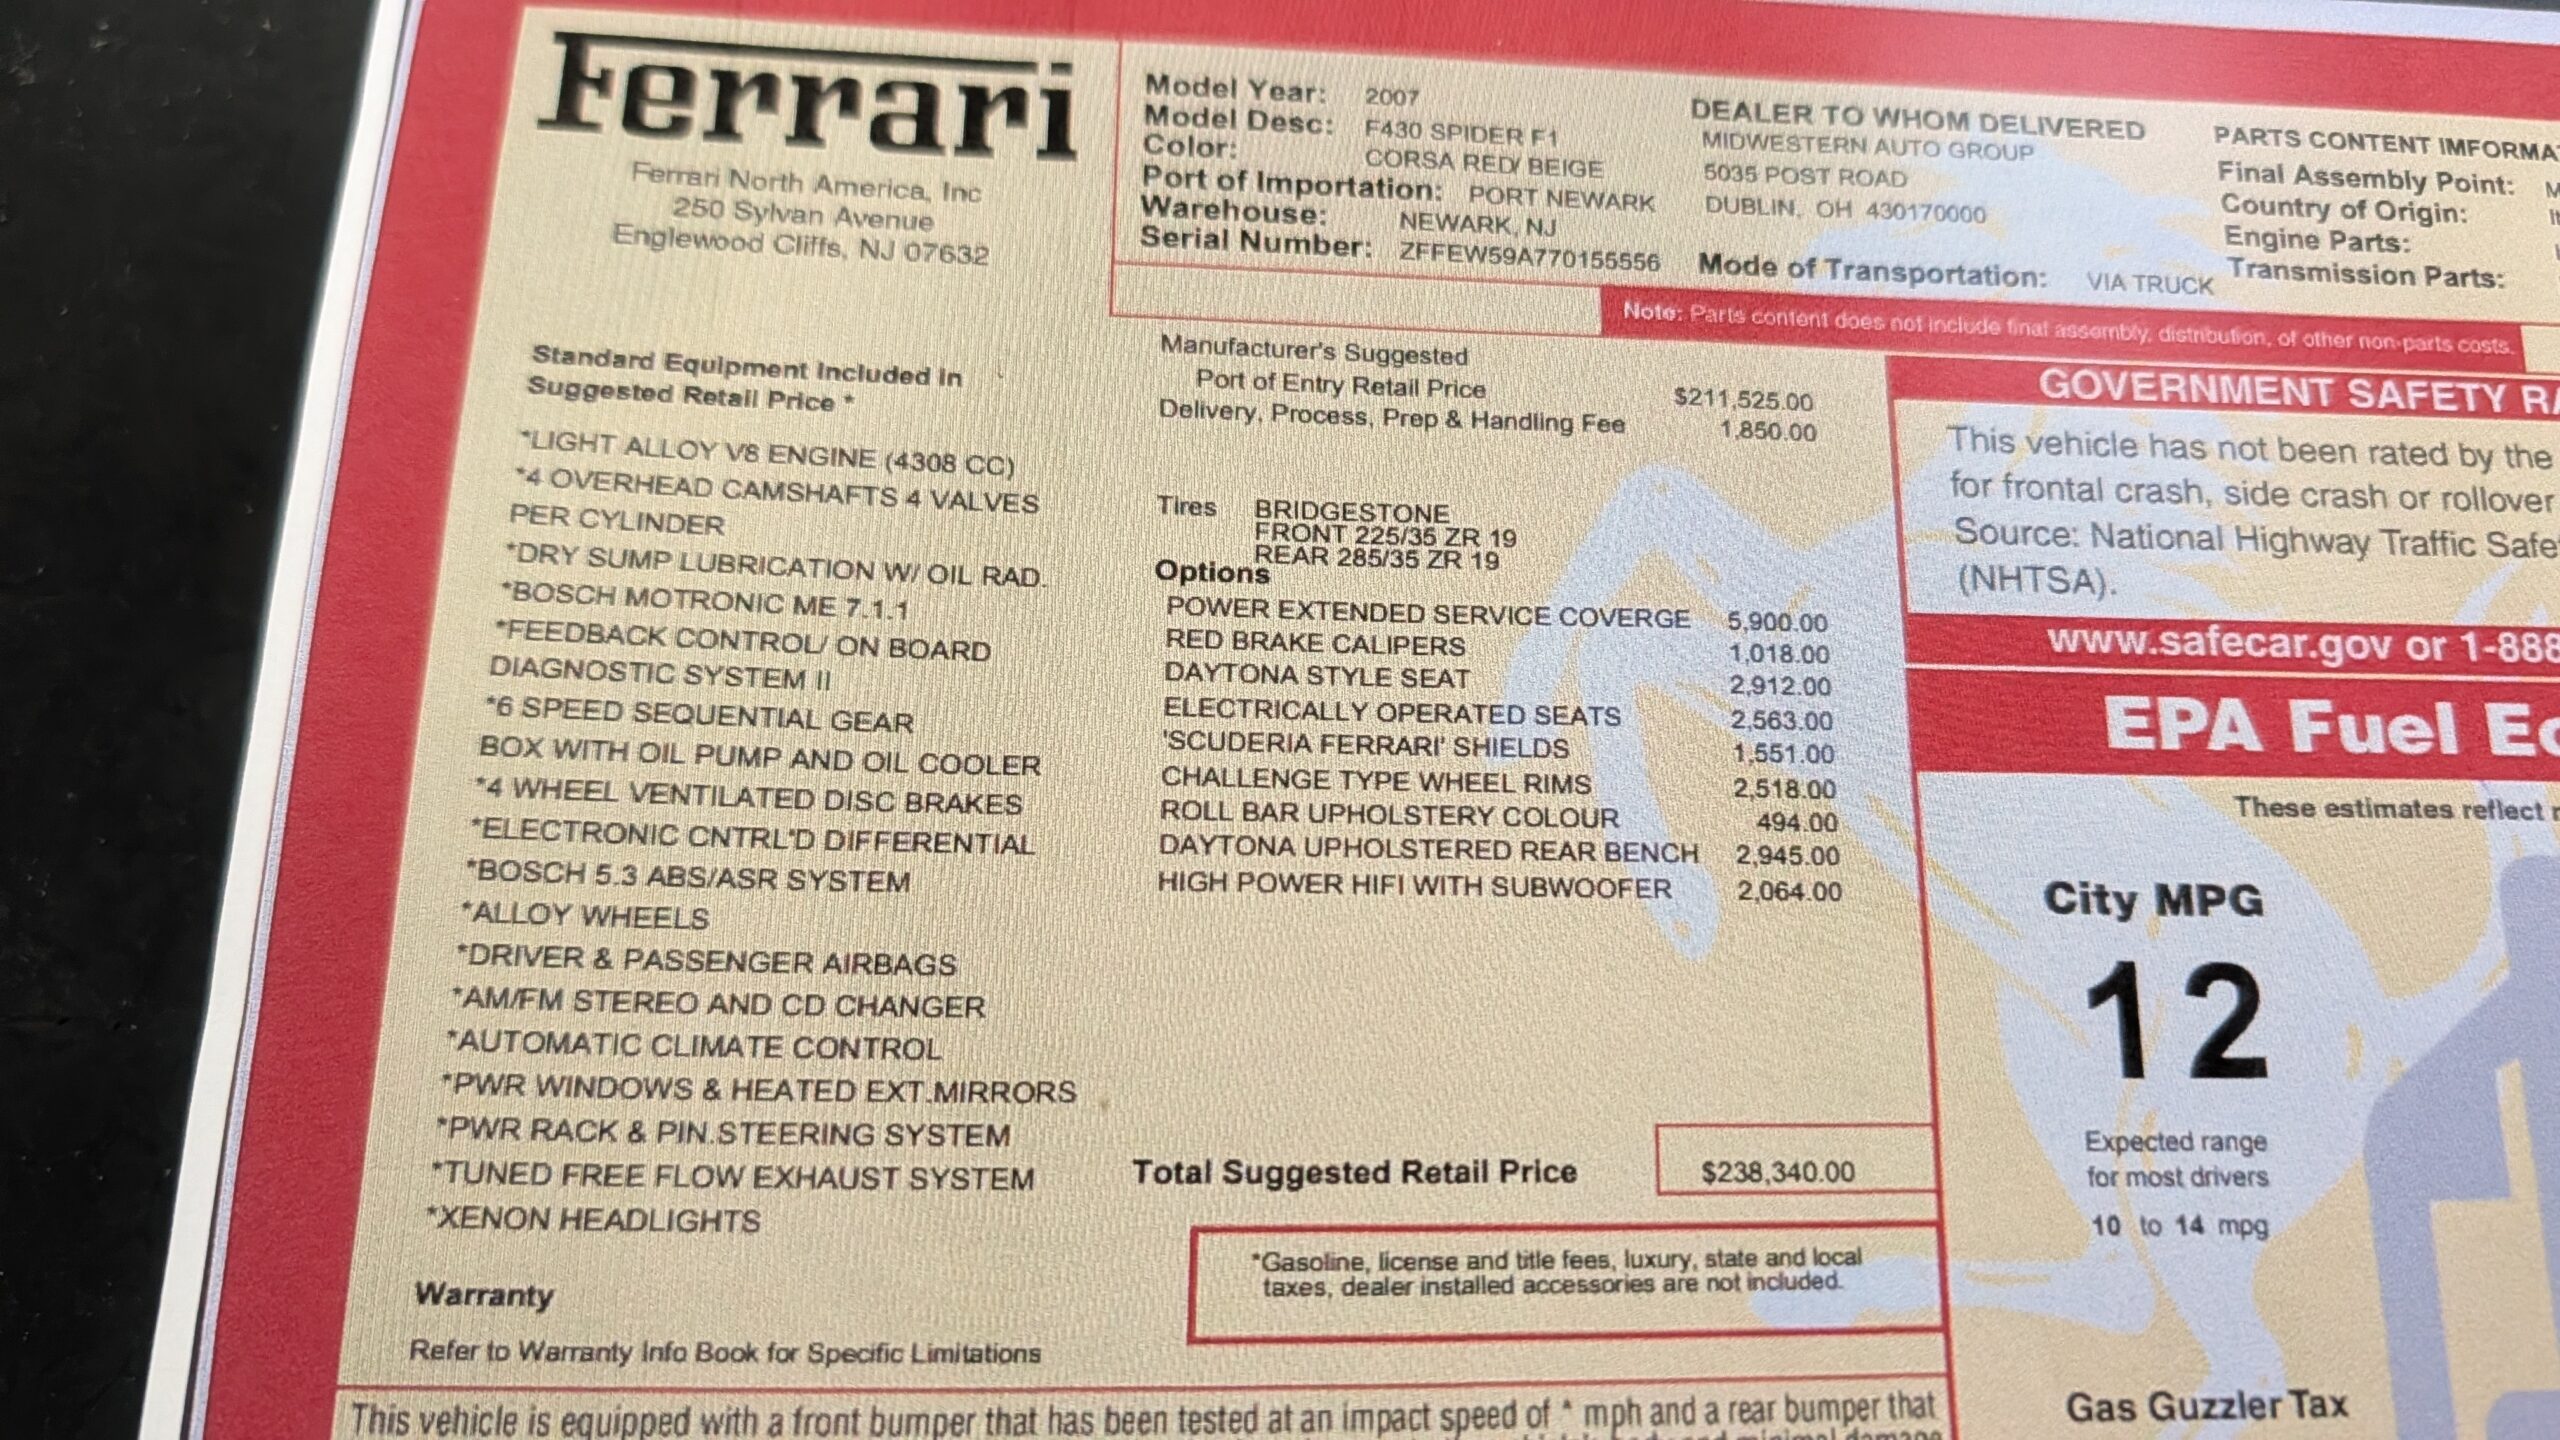 Ferrari
Ferrari North America, Inc
250 Sylvan Avenue
Englewood Cliffs, NJ 07632
Model Year: 2007
Model Desc: F430 SPIDER F1
Color: CORSA RED/ BEIGE
Port of Importation: PORT NEWARK
Warehouse: NEWARK, NJ
Serial Number: ZFFEW59A770155556
DEALER TO WHOM DELIVERED
MIDWESTERN AUTO GROUP
5035 POST ROAD
DUBLIN, OH 430170000
Mode of Transportation: VIA TRUCK
PARTS CONTENT IMFORMA
Final Assembly Point: M
Country of Origin:
Engine Parts:
Transmission Parts:
Note: Parts content does not include final assembly, distribution, of other non-parts costs.
Standard Equipment Included in
Suggested Retail Price *
*LIGHT ALLOY V8 ENGINE (4308 CC)
*4 OVERHEAD CAMSHAFTS 4 VALVES
PER CYLINDER
*DRY SUMP LUBRICATION W/ OIL RAD.
*BOSCH MOTRONIC ME 7.1.1
*FEEDBACK CONTROL/ ON BOARD
DIAGNOSTIC SYSTEM II
*6 SPEED SEQUENTIAL GEAR
BOX WITH OIL PUMP AND OIL COOLER
*4 WHEEL VENTILATED DISC BRAKES
*ELECTRONIC CNTRL'D DIFFERENTIAL
*BOSCH 5.3 ABS/ASR SYSTEM
*ALLOY WHEELS
*DRIVER & PASSENGER AIRBAGS
*AM/FM STEREO AND CD CHANGER
*AUTOMATIC CLIMATE CONTROL
*PWR WINDOWS & HEATED EXT.MIRRORS
*PWR RACK & PIN.STEERING SYSTEM
*TUNED FREE FLOW EXHAUST SYSTEM
*XENON HEADLIGHTS
Warranty
Refer to Warranty Info Book for Specific Limitations
Manufacturer's Suggested
Port of Entry Retail Price $211,525.00
Delivery, Process, Prep & Handling Fee 1,850.00
Tires BRIDGESTONE
FRONT 225/35 ZR 19
REAR 285/35 ZR 19
Options
POWER EXTENDED SERVICE COVERGE 5,900.00
RED BRAKE CALIPERS 1,018.00
DAYTONA STYLE SEAT 2,912.00
ELECTRICALLY OPERATED SEATS 2,563.00
'SCUDERIA FERRARI' SHIELDS 1,551.00
CHALLENGE TYPE WHEEL RIMS 2,518.00
ROLL BAR UPHOLSTERY COLOUR 494.00
DAYTONA UPHOLSTERED REAR BENCH 2,945.00
HIGH POWER HIFI WITH SUBWOOFER 2,064.00
Total Suggested Retail Price $238,340.00
*Gasoline, license and title fees, luxury, state and local
taxes, dealer installed accessories are not included.
GOVERNMENT SAFETY RA
This vehicle has not been rated by the
for frontal crash, side crash or rollover
Source: National Highway Traffic Safe
(NHTSA).
www.safecar.gov or 1-888
EPA Fuel Ec
These estimates reflect
City MPG
12
Expected range
for most drivers
10 to 14 mpg
Gas Guzzler Tax
This vehicle is equipped with a front bumper that has been tested at an impact speed of * mph and a rear bumper that